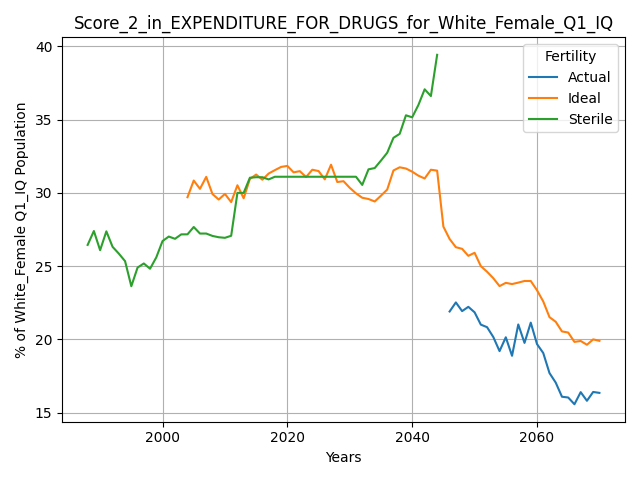 Score_2_in_EXPENDITURE_FOR_DRUGS_for_White_Female_Q1_IQ
Fertility
Actual
Ideal
Sterile
% of White_Female Q1_IQ Population
40
35
30
25
20
15
2000
2020
2040
2060
Years